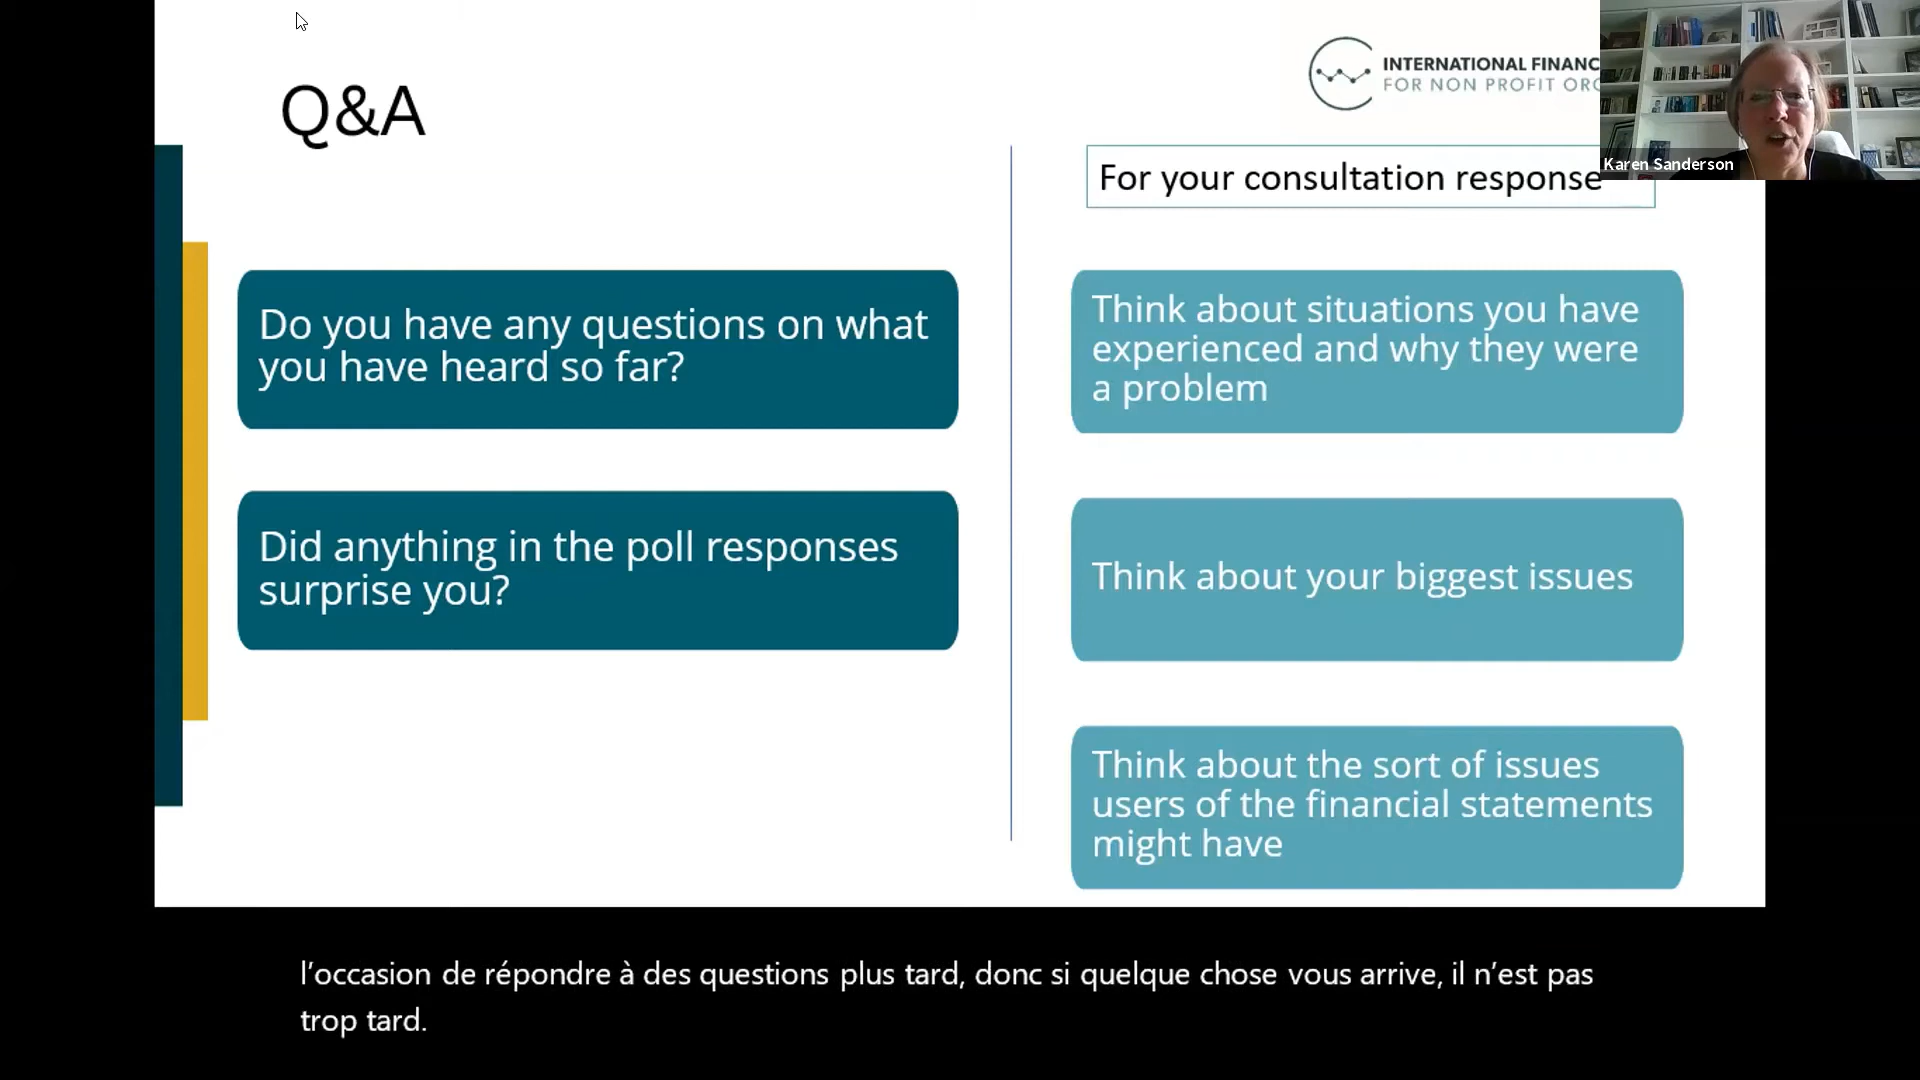 Q&A
INTERNATIONAL FINANC
FOR NON PROFIT ORG
Karen Sanderson
For your consultation response
Do you have any questions on what
you have heard so far?
Did anything in the poll responses
surprise you?
Think about situations you have
experienced and why they were
a problem
Think about your biggest issues
Think about the sort of issues
users of the financial statements
might have
l’occasion de répondre à des questions plus tard, donc si quelque chose vous arrive, il n’est pas
trop tard.